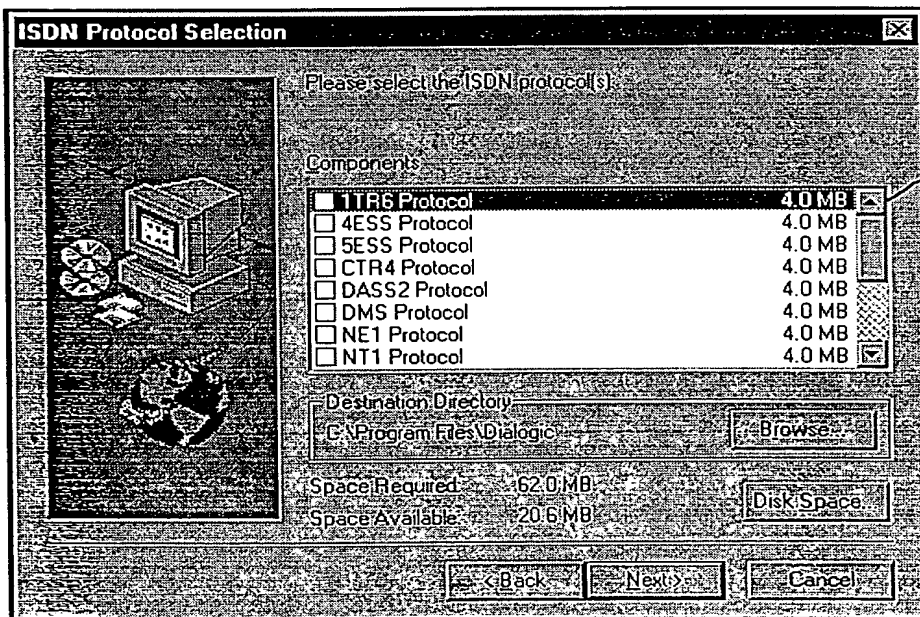 ISDN Protocol Selection
Please select the ISDN protocol(s).
Components
1TR6 Protocol 4.0 MB
4ESS Protocol 4.0 MB
5ESS Protocol 4.0 MB
CTR4 Protocol 4.0 MB
DASS2 Protocol 4.0 MB
DMS Protocol 4.0 MB
NE1 Protocol 4.0 MB
NT1 Protocol 4.0 MB
Destination Directory
C:\Program Files\Dialogic
Browse...
Space Required: 62.0 MB
Space Available: 20.6 MB
Disk Space...
< Back
Next >
Cancel